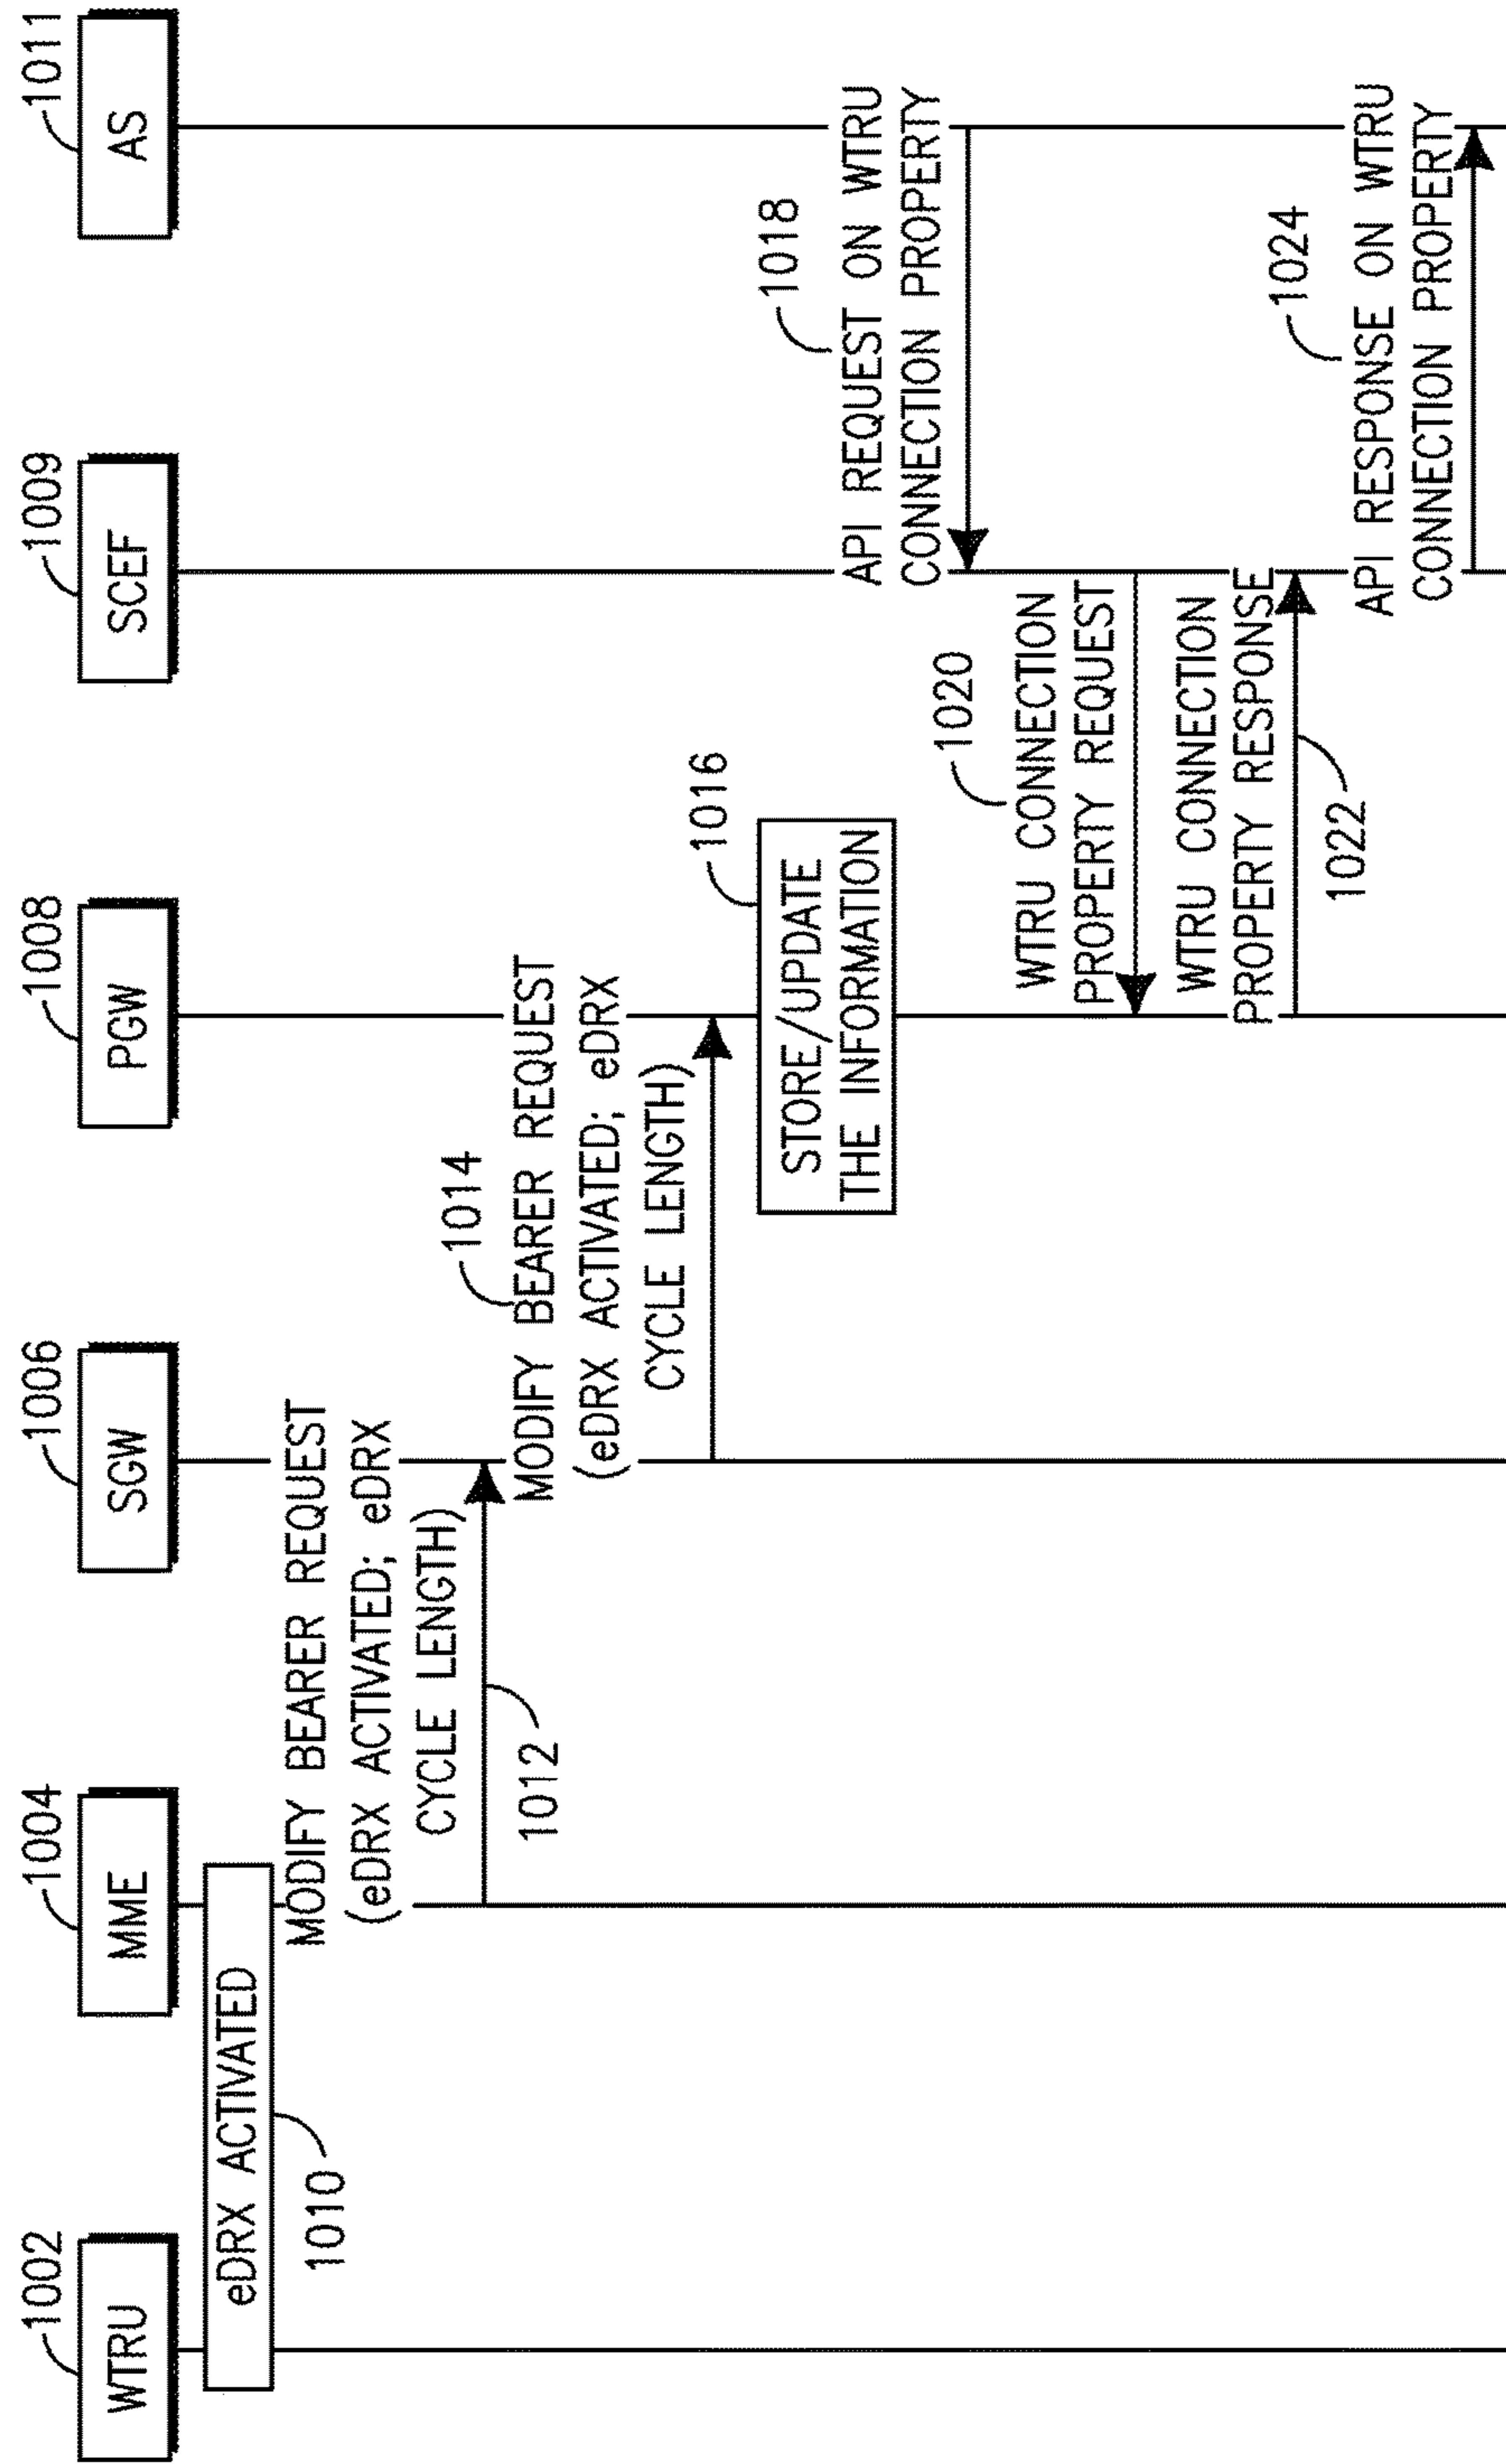 1002
1004
1006
1008
1009
1011
WTRU
MME
SGW
PGW
SCEF
AS
eDRX ACTIVATED
1010
MODIFY BEARER REQUEST
(eDRX ACTIVATED; eDRX
CYCLE LENGTH)
1012
1014
MODIFY BEARER REQUEST
(eDRX ACTIVATED; eDRX
CYCLE LENGTH)
1016
STORE/UPDATE
THE INFORMATION
1018
API REQUEST ON WTRU
CONNECTION PROPERTY
1020
WTRU CONNECTION
PROPERTY REQUEST
WTRU CONNECTION
PROPERTY RESPONSE
1022
1024
API RESPONSE ON WTRU
CONNECTION PROPERTY